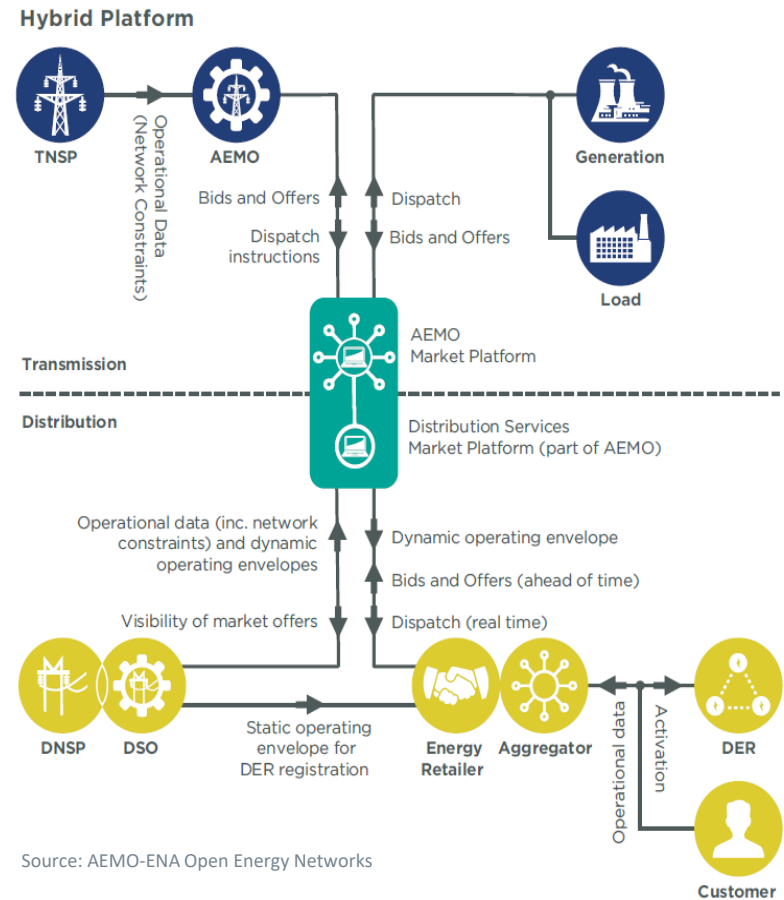 Hybrid Platform
TNSP
Operational Data
(Network Constraints)
AEMO
Bids and Offers
Dispatch
instructions
Dispatch
Bids and Offers
Generation
Load
AEMO
Market Platform
Transmission
Distribution
Distribution Services
Market Platform (part of AEMO)
Operational data (inc. network
constraints) and dynamic
operating envelopes
Visibility of market offers
Dynamic operating envelope
Bids and Offers (ahead of time)
Dispatch (real time)
DNSP
DSO
Static operating
envelope for
DER registration
Energy
Retailer
Aggregator
Operational data
Activation
DER
Customer
Source: AEMO-ENA Open Energy Networks